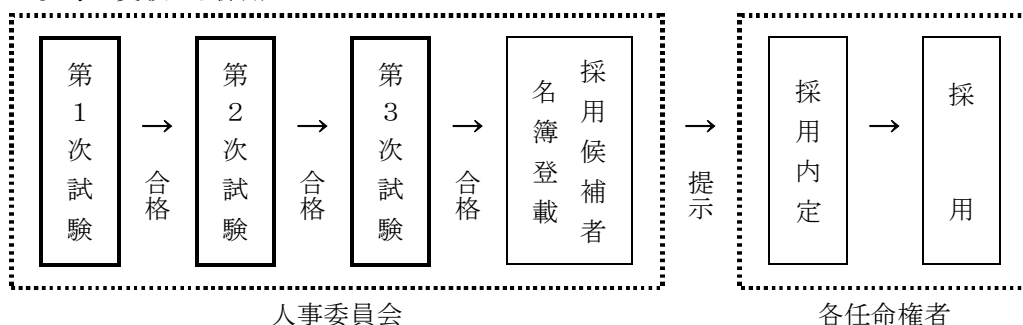 第1次試験
→
合格
第2次試験
→
合格
第3次試験
→
合格
採用候補者
名簿登載
→
提示
採用内定
→
採用
人事委員会
各任命権者